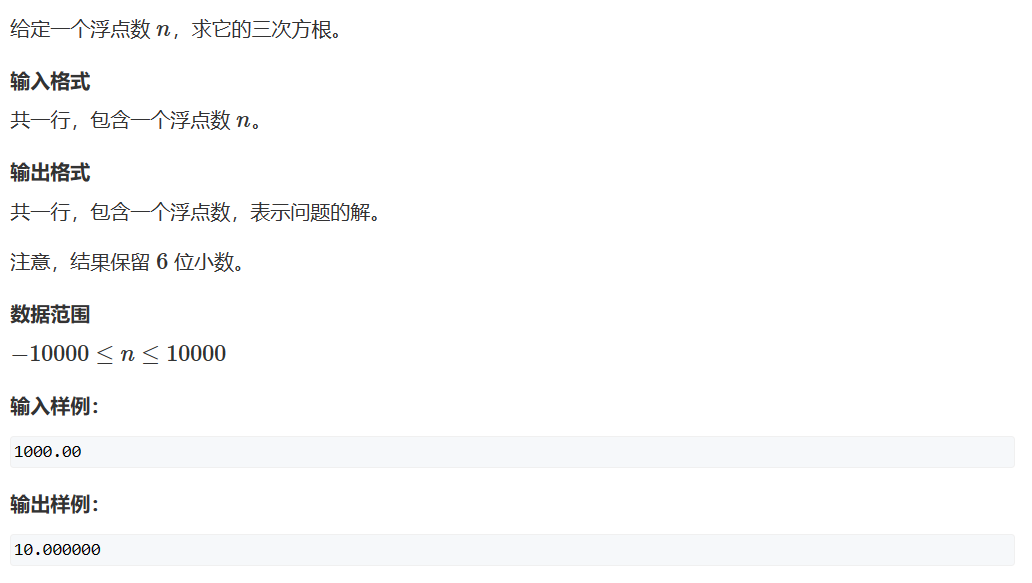 给定一个浮点数 n，求它的三次方根。
输入格式
共一行，包含一个浮点数 n。
输出格式
共一行，包含一个浮点数，表示问题的解。
注意，结果保留 6 位小数。
数据范围
−10000 ≤ n ≤ 10000
输入样例：
1000.00
输出样例：
10.000000